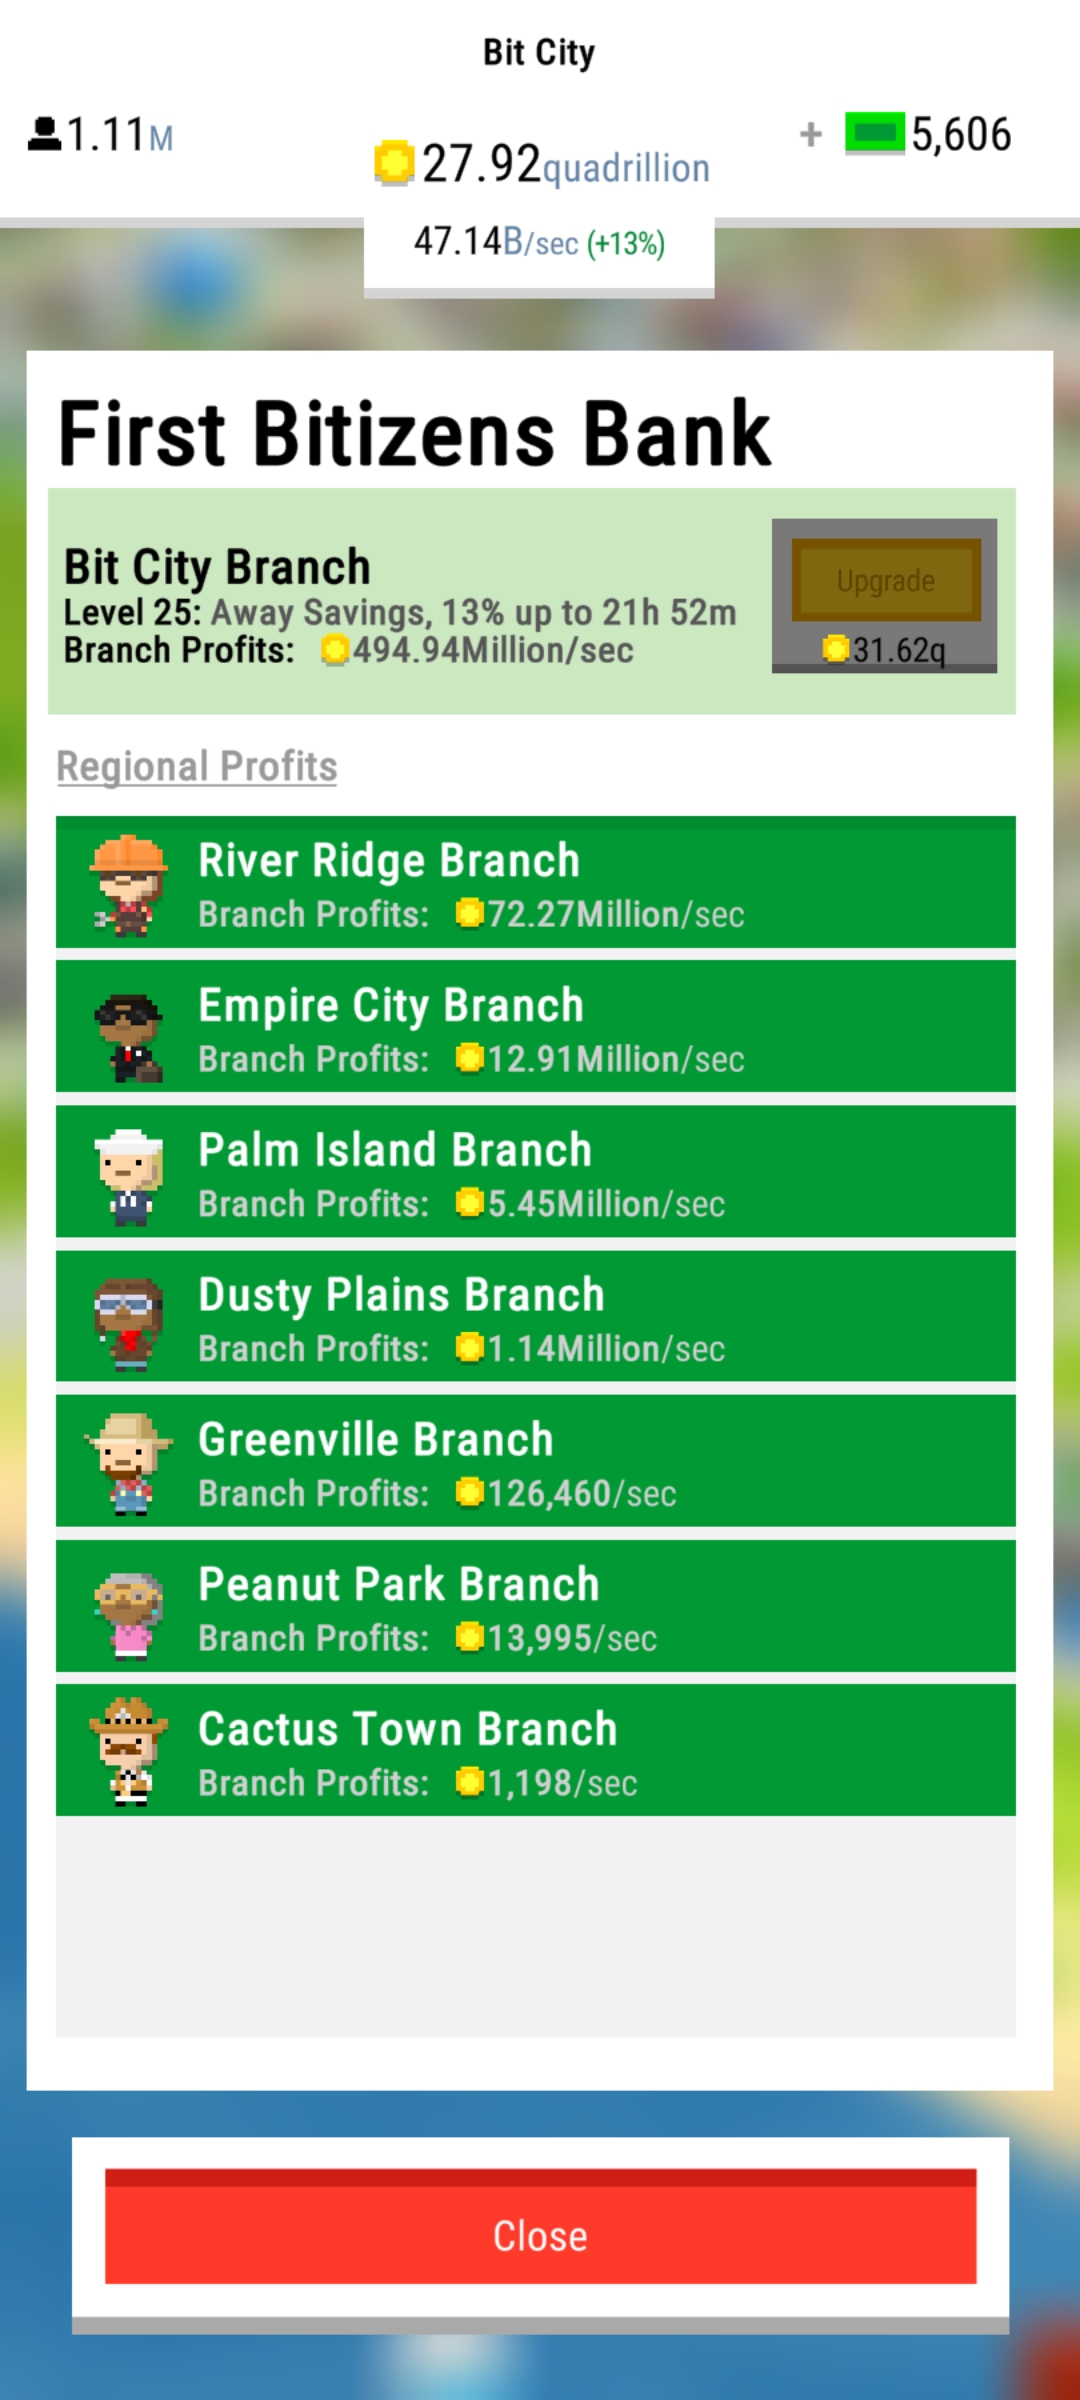 Bit City
1.11M
27.92quadrillion
+ 5,606
47.14B/sec (+13%)
First Bitizens Bank
Bit City Branch
Level 25: Away Savings, 13% up to 21h 52m
Branch Profits: 494.94Million/sec
Upgrade
31.62q
Regional Profits
River Ridge Branch
Branch Profits: 72.27Million/sec
Empire City Branch
Branch Profits: 12.91Million/sec
Palm Island Branch
Branch Profits: 5.45Million/sec
Dusty Plains Branch
Branch Profits: 1.14Million/sec
Greenville Branch
Branch Profits: 126,460/sec
Peanut Park Branch
Branch Profits: 13,995/sec
Cactus Town Branch
Branch Profits: 1,198/sec
Close